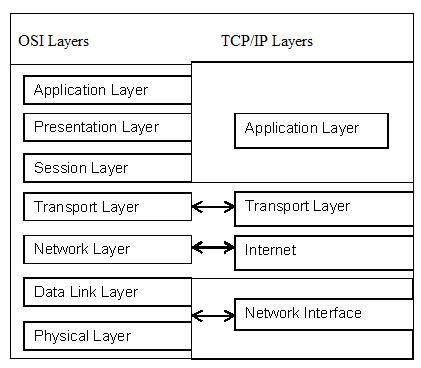 OSI Layers
TCP/IP Layers
Application Layer
Presentation Layer
Application Layer
Session Layer
Transport Layer
Transport Layer
Network Layer
Internet
Data Link Layer
Network Interface
Physical Layer